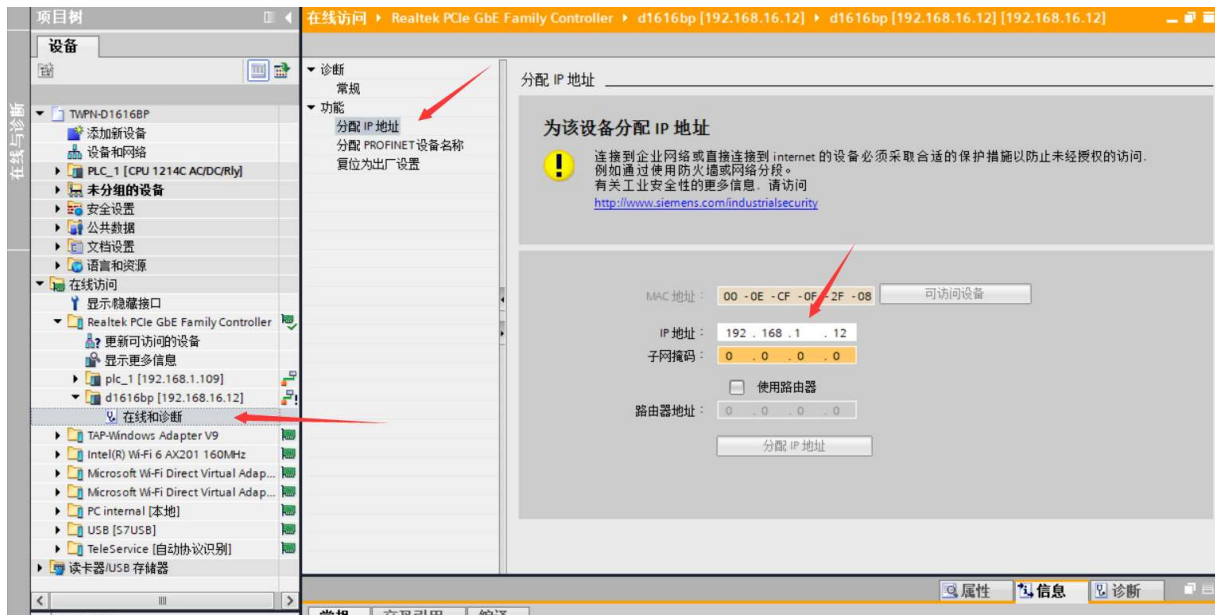 项目树
在线访问 ▸ Realtek PCIe GbE Family Controller ▸ d1616bp [192.168.16.12] ▸ d1616bp [192.168.16.12] [192.168.16.12]
设备
在线与诊断
TWPN-D1616BP
添加新设备
设备和网络
PLC_1 [CPU 1214C AC/DC/Rly]
未分组的设备
安全设置
公共数据
文档设置
语言和资源
在线访问
显示/隐藏接口
Realtek PCIe GbE Family Controller
更新可访问的设备
显示更多信息
plc_1 [192.168.1.109]
d1616bp [192.168.16.12]
在线和诊断
TAP-Windows Adapter V9
Intel(R) Wi-Fi 6 AX201 160MHz
Microsoft Wi-Fi Direct Virtual Adap...
Microsoft Wi-Fi Direct Virtual Adap...
PC internal [本地]
USB [S7USB]
TeleService [自动协议识别]
读卡器/USB 存储器
诊断
常规
功能
分配 IP 地址
分配 PROFINET 设备名称
复位为出厂设置
分配 IP 地址
为该设备分配 IP 地址
连接到企业网络或直接连接到 internet 的设备必须采取合适的保护措施以防止未经授权的访问.
例如通过使用防火墙或网络分段。
有关工业安全性的更多信息. 请访问
http://www.siemens.com/industrialsecurity
MAC 地址： 00 -0E -CF -0F -2F -08 可访问设备
IP 地址： 192 . 168 . 1 . 12
子网掩码： 0 . 0 . 0 . 0
使用路由器
路由器地址： 0 . 0 . 0 . 0
分配 IP 地址
属性 信息 诊断
常规 交叉引用 编译